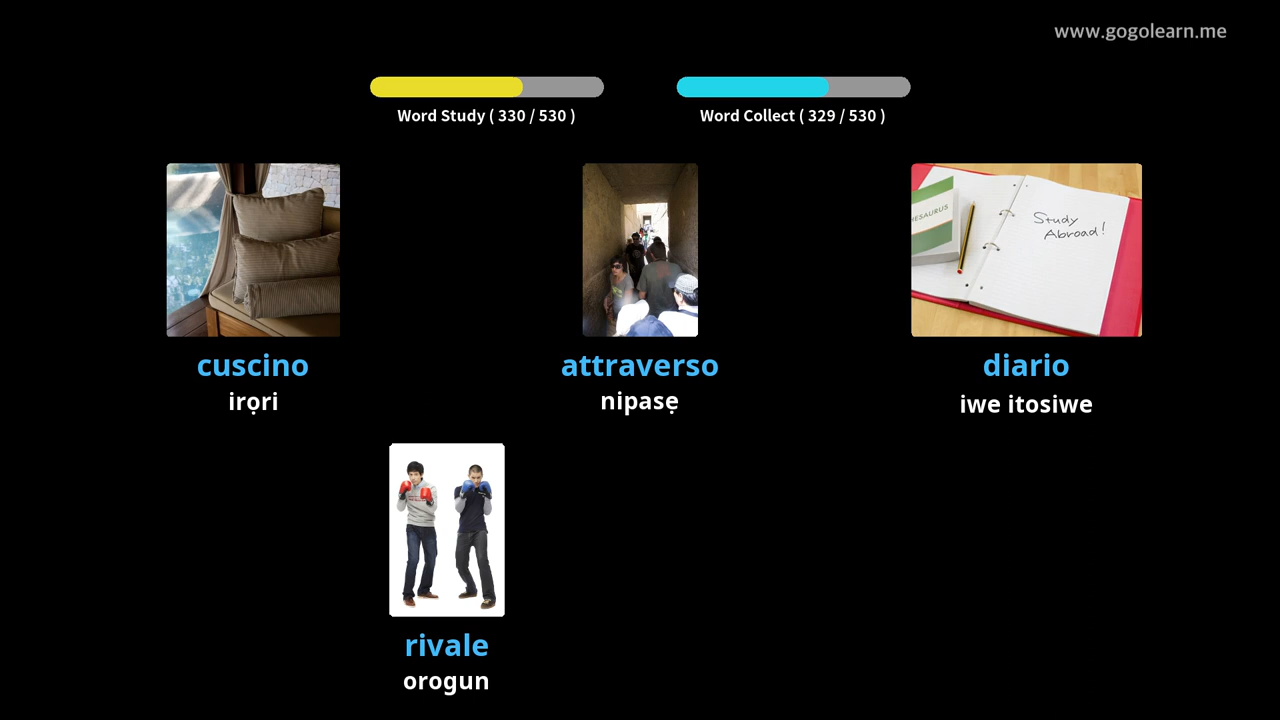 www.gogolearn.me
Word Study ( 330 / 530 )
Word Collect ( 329 / 530 )
HESAURUS
Study
Abroad!
cuscino
irọri
attraverso
nipasẹ
diario
iwe itosiwe
rivale
orogun